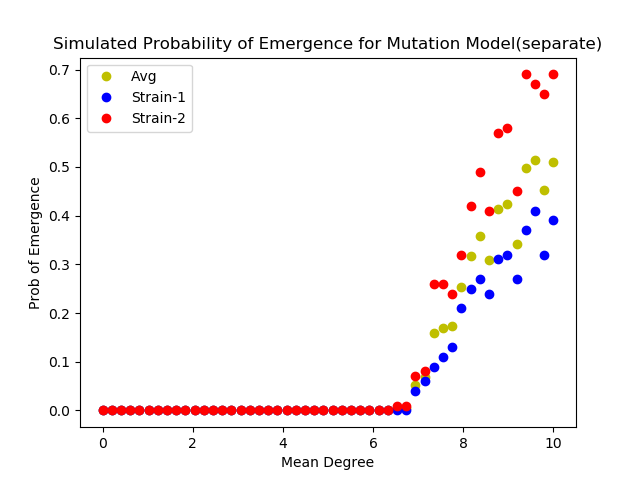 Simulated Probability of Emergence for Mutation Model(separate)
Avg
Strain-1
Strain-2
Prob of Emergence
0.7
0.6
0.5
0.4
0.3
0.2
0.1
0.0
0 2 4 6 8 10
Mean Degree